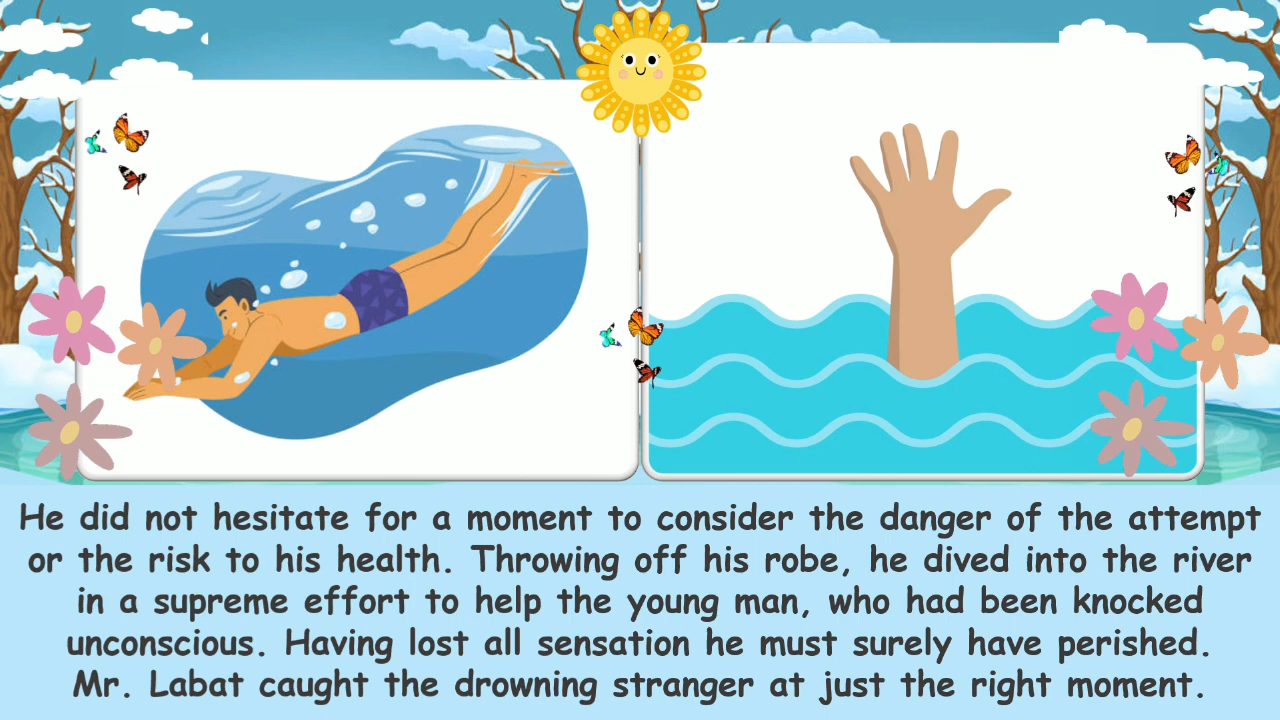 He did not hesitate for a moment to consider the danger of the attempt
or the risk to his health. Throwing off his robe, he dived into the river
in a supreme effort to help the young man, who had been knocked
unconscious. Having lost all sensation he must surely have perished.
Mr. Labat caught the drowning stranger at just the right moment.